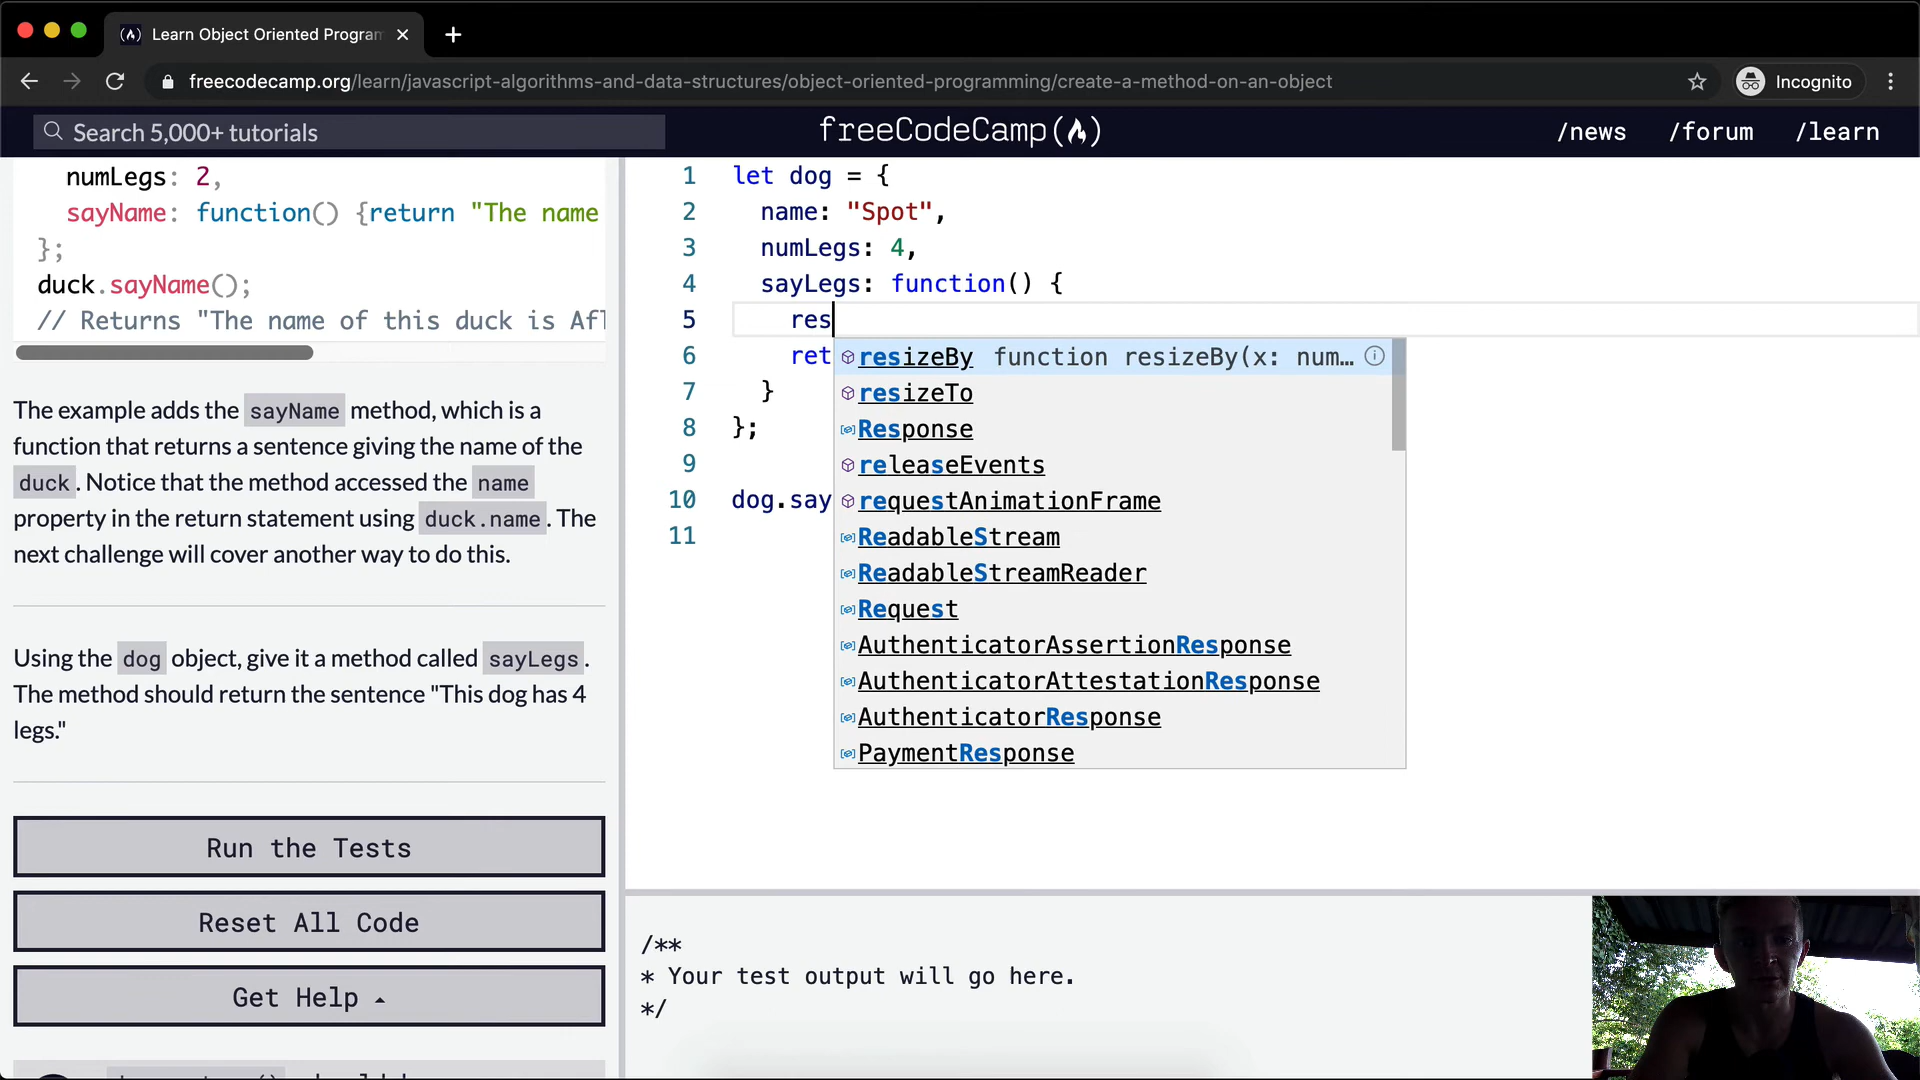 Learn Object Oriented Program
freecodecamp.org/learn/javascript-algorithms-and-data-structures/object-oriented-programming/create-a-method-on-an-object
Incognito
Search 5,000+ tutorials
freeCodeCamp
/news
/forum
/learn
numLegs: 2,
sayName: function() {return "The name
};
duck.sayName();
// Returns "The name of this duck is Afl
The example adds the sayName method, which is a
function that returns a sentence giving the name of the
duck. Notice that the method accessed the name
property in the return statement using duck.name. The
next challenge will cover another way to do this.
Using the dog object, give it a method called sayLegs.
The method should return the sentence "This dog has 4
legs."
Run the Tests
Reset All Code
Get Help
1 let dog = {
2 name: "Spot",
3 numLegs: 4,
4 sayLegs: function() {
5 res
6 ret
7 }
8 };
9
10 dog.say
11
resizeBy function resizeBy(x: num…
resizeTo
Response
releaseEvents
requestAnimationFrame
ReadableStream
ReadableStreamReader
Request
AuthenticatorAssertionResponse
AuthenticatorAttestationResponse
AuthenticatorResponse
PaymentResponse
/**
* Your test output will go here.
*/